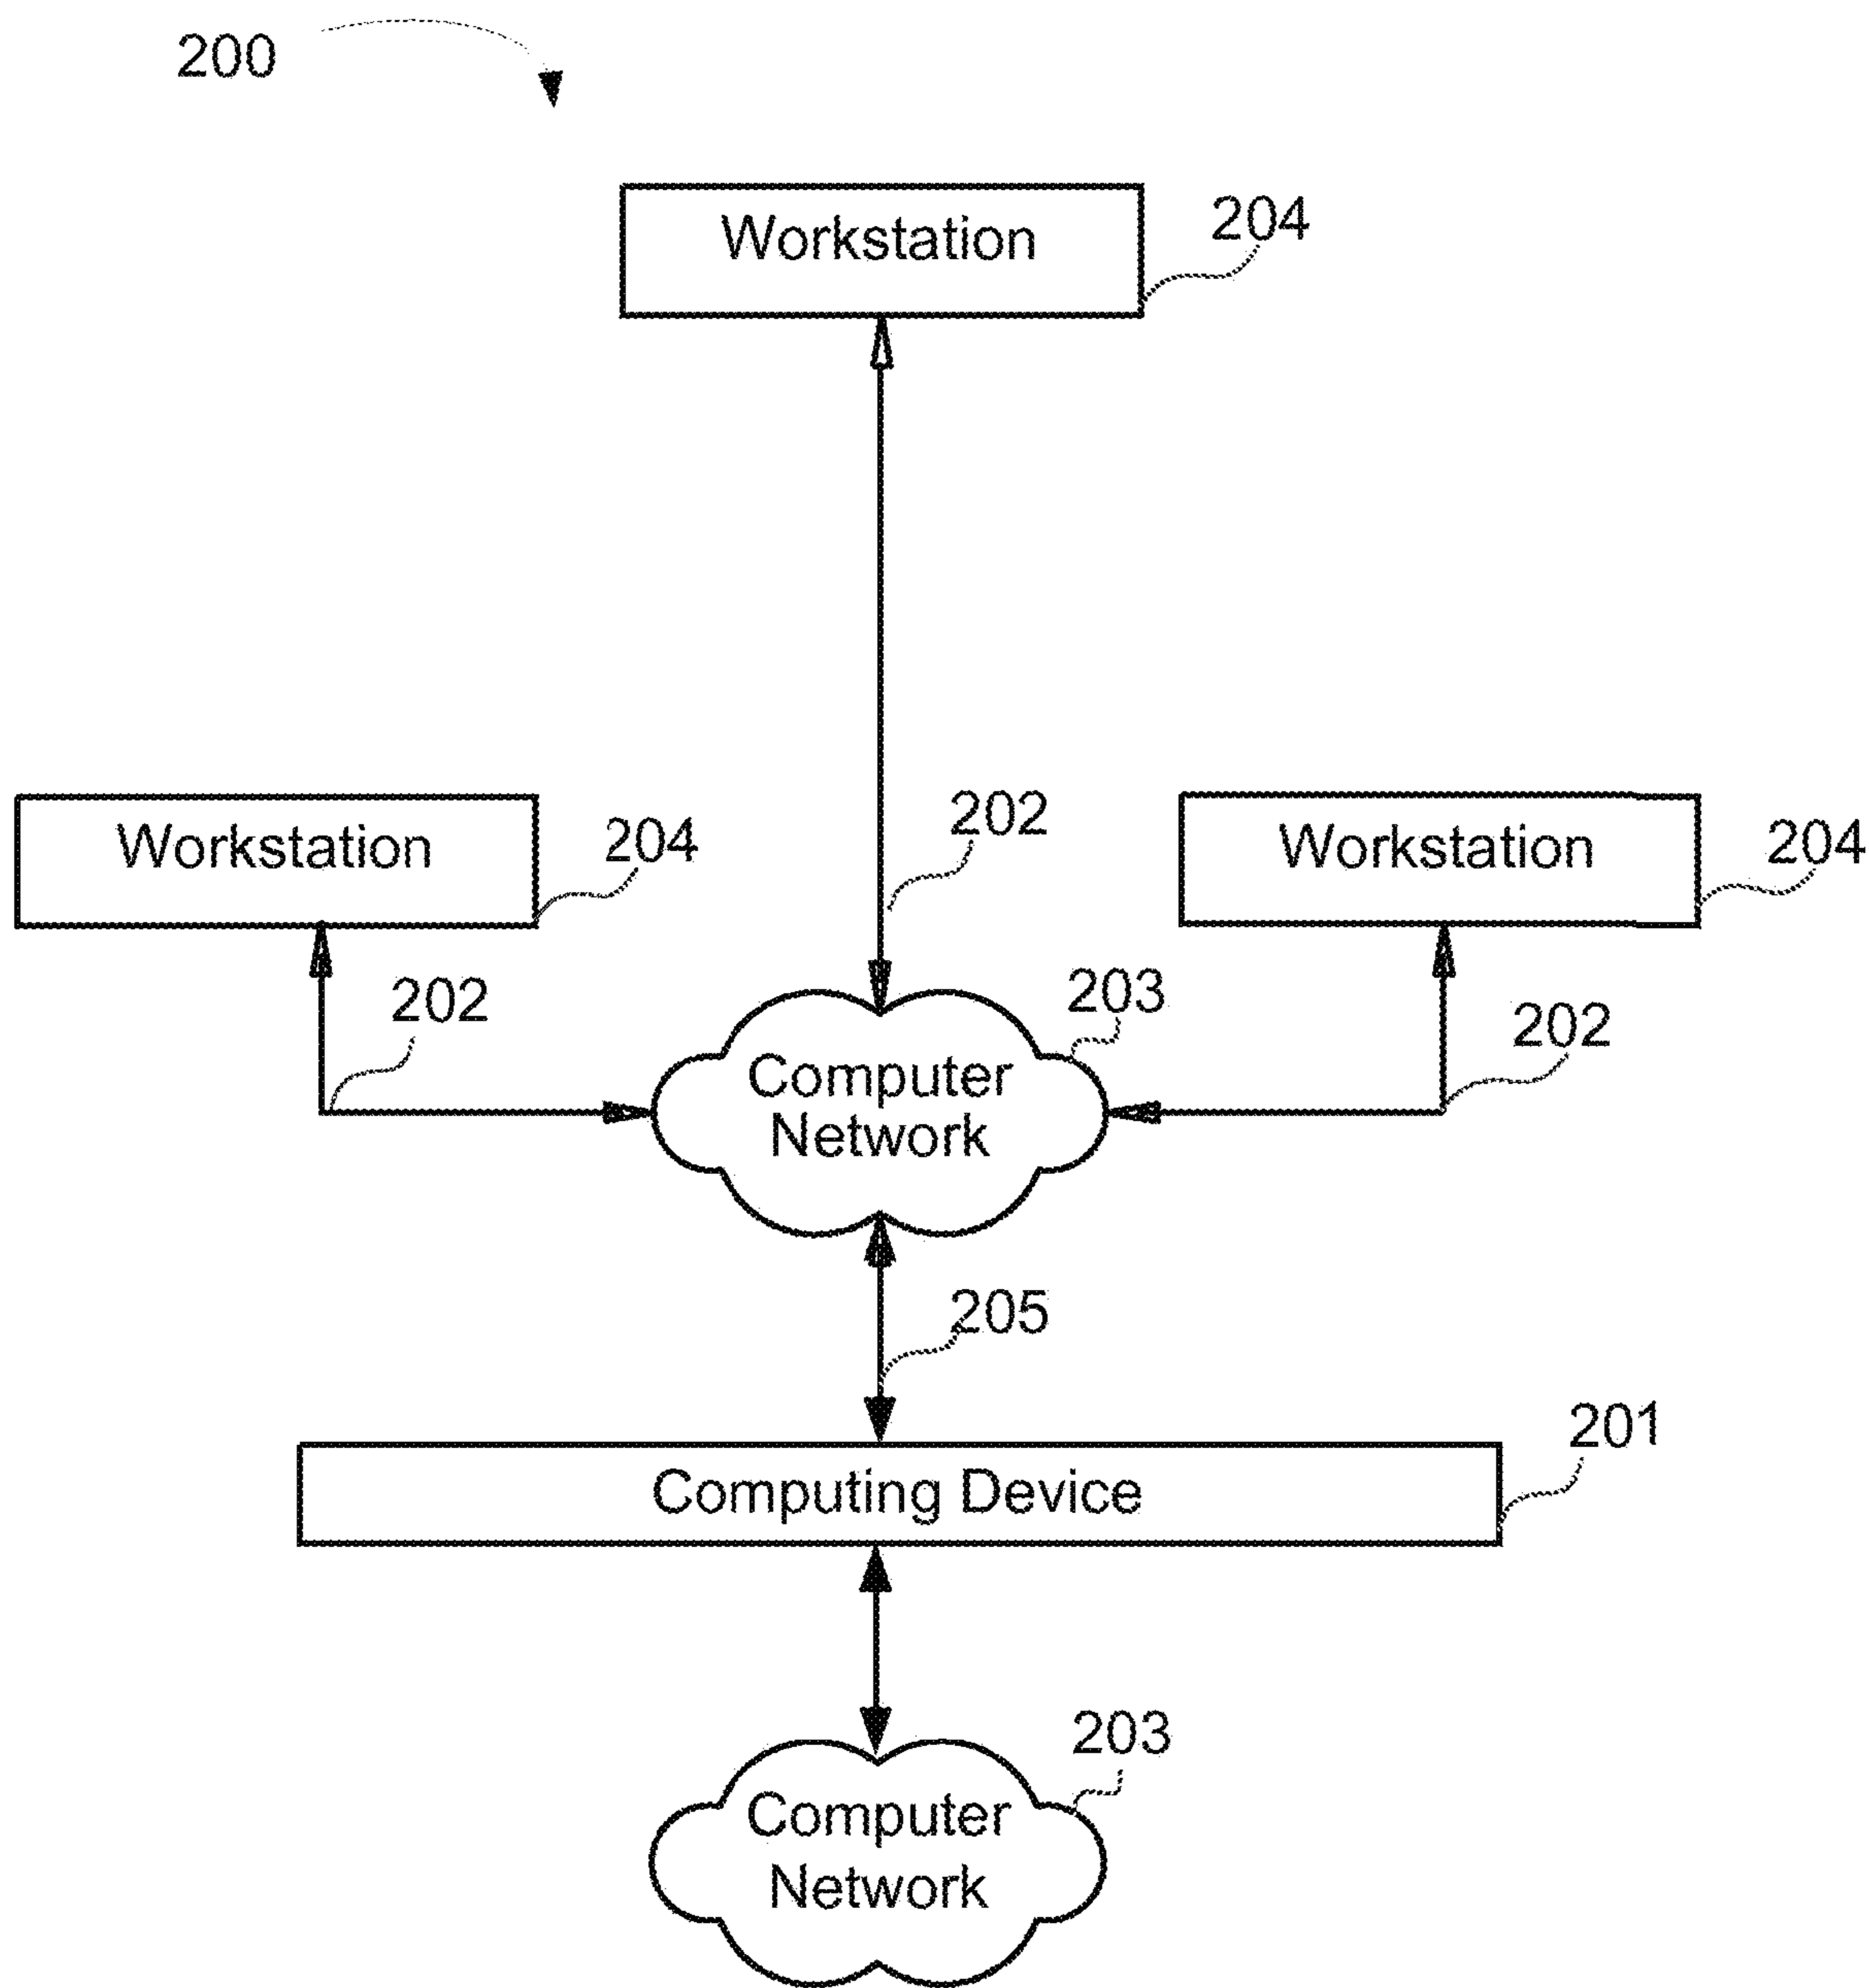 200
Workstation
204
Workstation
204
202
Workstation
204
202
203
202
Computer
Network
205
201
Computing Device
203
Computer
Network